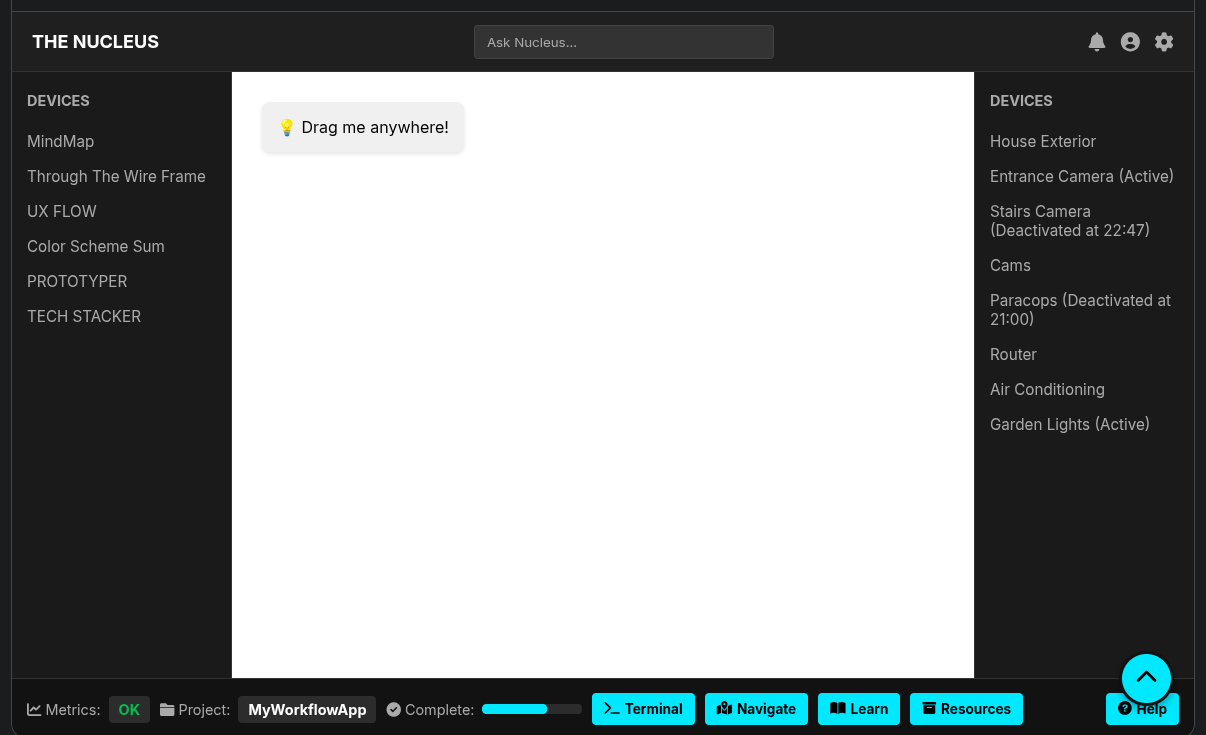 THE NUCLEUS
Ask Nucleus...
DEVICES
MindMap
Through The Wire Frame
UX FLOW
Color Scheme Sum
PROTOTYPER
TECH STACKER
💡 Drag me anywhere!
DEVICES
House Exterior
Entrance Camera (Active)
Stairs Camera
(Deactivated at 22:47)
Cams
Paracops (Deactivated at
21:00)
Router
Air Conditioning
Garden Lights (Active)
Metrics: OK Project: MyWorkflowApp Complete: Terminal Navigate Learn Resources Help